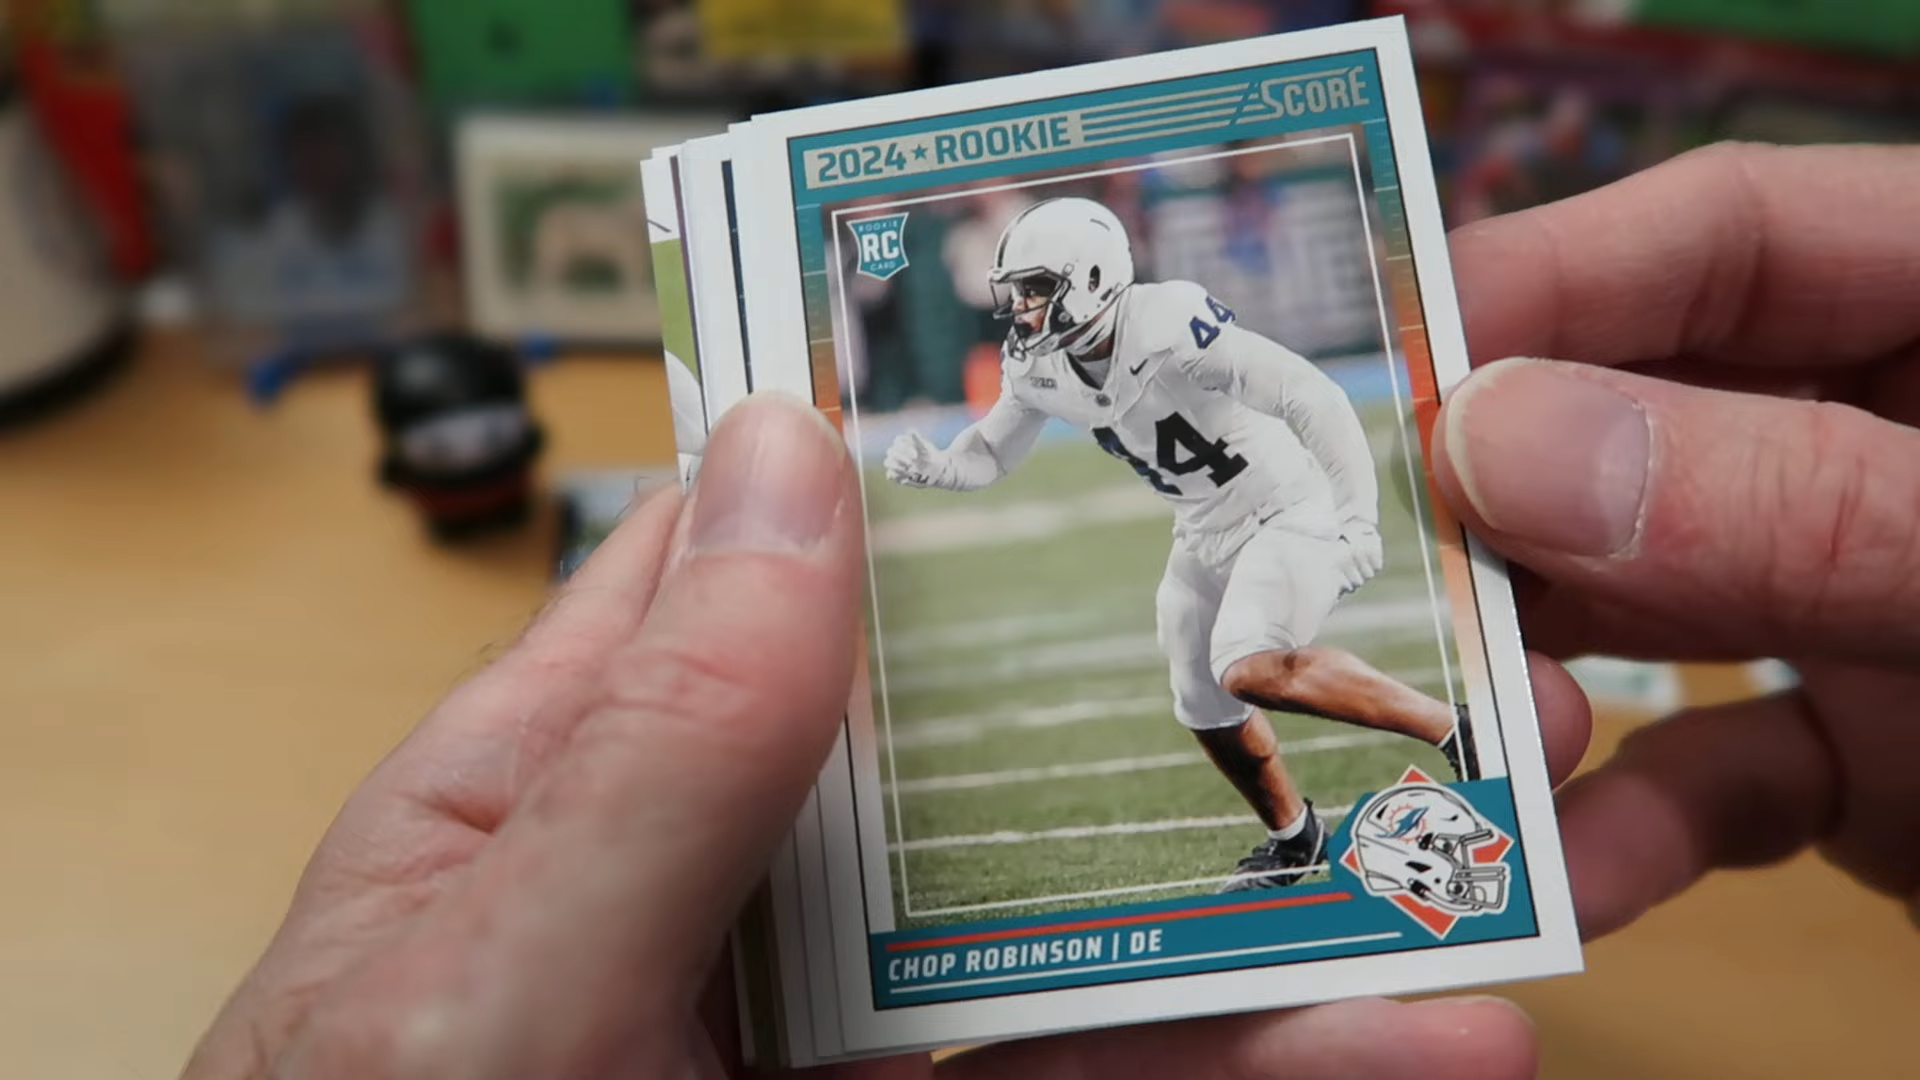 2024★ROOKIE
SCORE
ROOKIE
RC
CARD
44
44
CHOP ROBINSON | DE